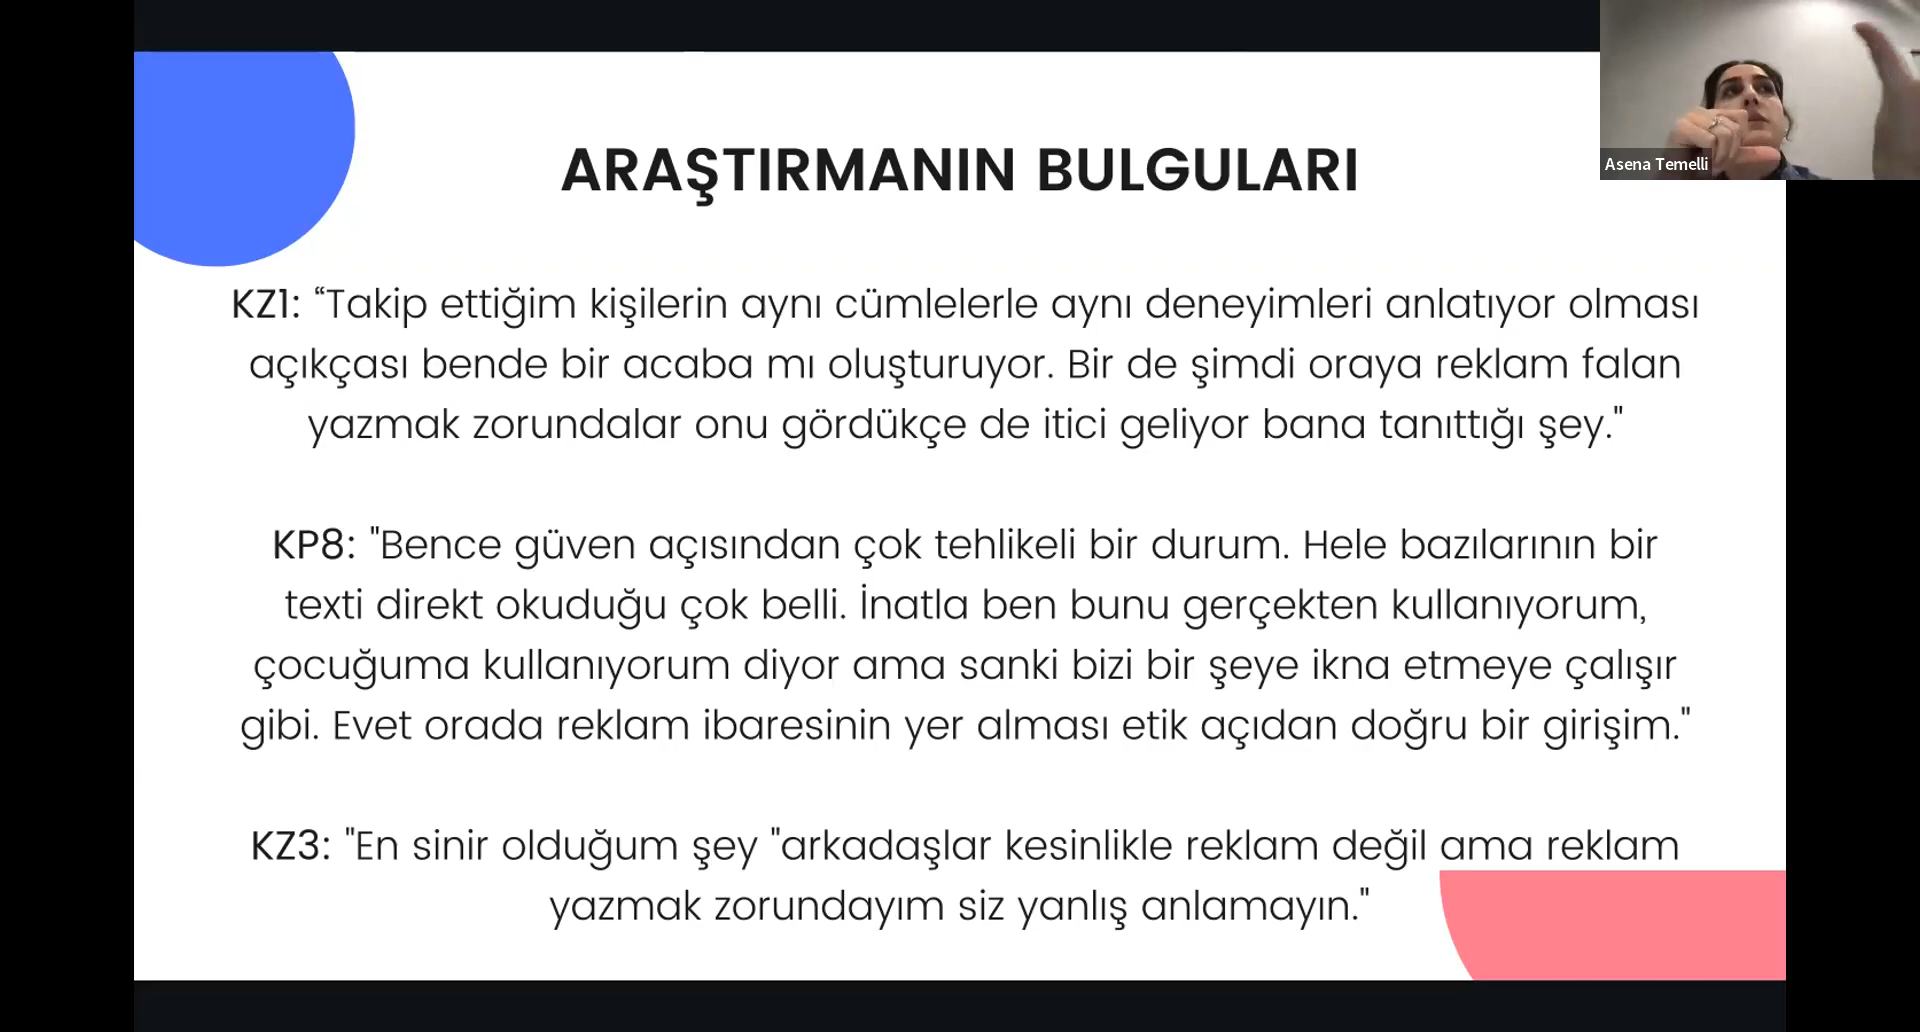 ARAŞTIRMANIN BULGULARI
Asena Temelli
KZ1: “Takip ettiğim kişilerin aynı cümlelerle aynı deneyimleri anlatıyor olması
açıkçası bende bir acaba mı oluşturuyor. Bir de şimdi oraya reklam falan
yazmak zorundalar onu gördükçe de itici geliyor bana tanıttığı şey."
KP8: "Bence güven açısından çok tehlikeli bir durum. Hele bazılarının bir
texti direkt okuduğu çok belli. İnatla ben bunu gerçekten kullanıyorum,
çocuğuma kullanıyorum diyor ama sanki bizi bir şeye ikna etmeye çalışır
gibi. Evet orada reklam ibaresinin yer alması etik açıdan doğru bir girişim."
KZ3: "En sinir olduğum şey "arkadaşlar kesinlikle reklam değil ama reklam
yazmak zorundayım siz yanlış anlamayın."